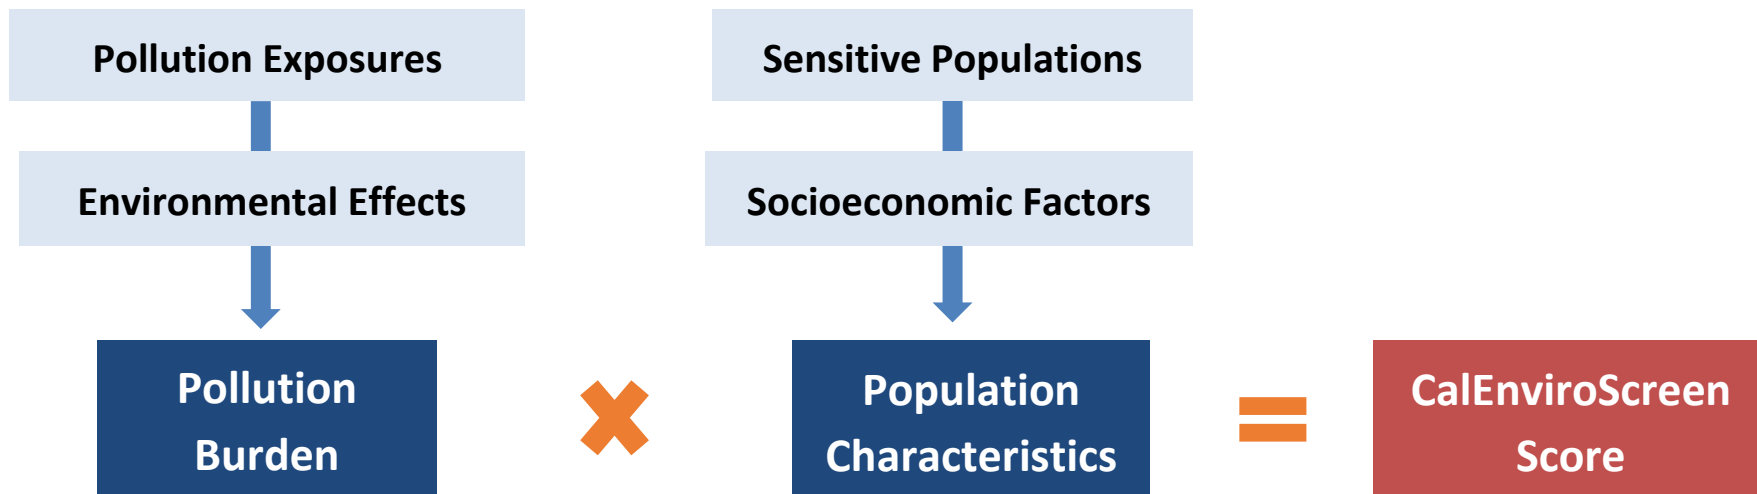 Pollution Exposures
Sensitive Populations
Environmental Effects
Socioeconomic Factors
Pollution
Burden
Population
Characteristics
CalEnviroScreen
Score